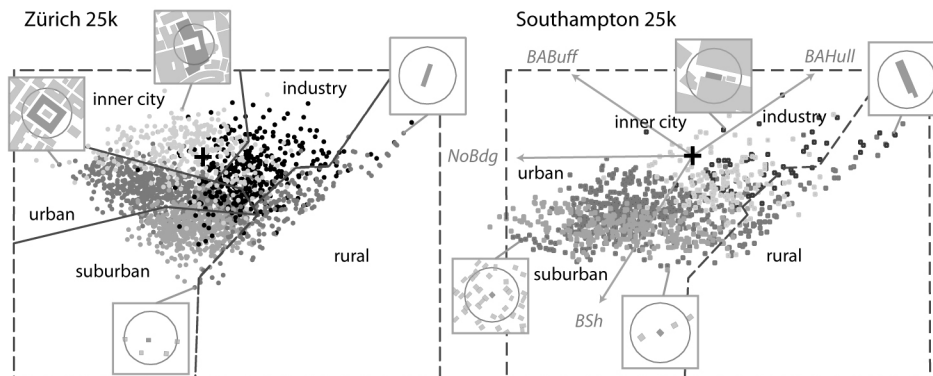 Zürich 25k
inner city
industry
urban
suburban
rural
Southampton 25k
BABuff
BAHull
inner city
industry
NoBdg
urban
rural
suburban
BSh